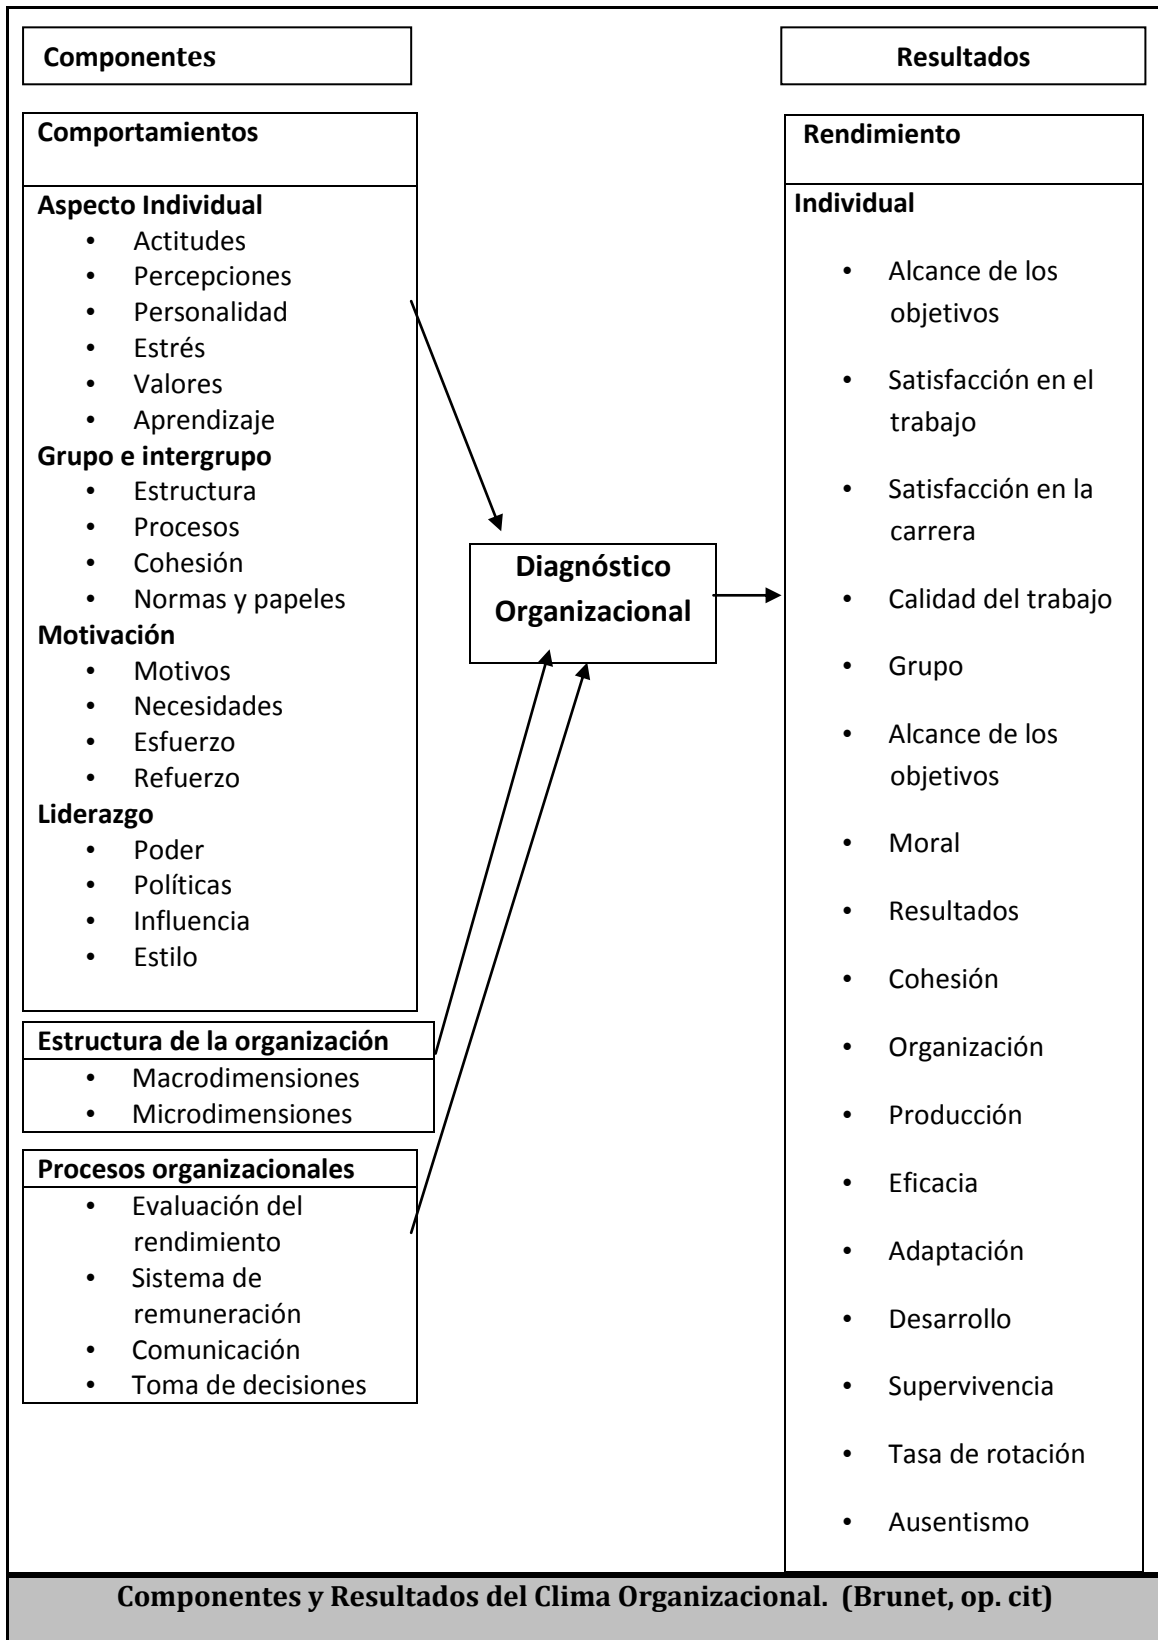 Componentes
Comportamientos
Aspecto Individual
• Actitudes
• Percepciones
• Personalidad
• Estrés
• Valores
• Aprendizaje
Grupo e intergrupo
• Estructura
• Procesos
• Cohesión
• Normas y papeles
Motivación
• Motivos
• Necesidades
• Esfuerzo
• Refuerzo
Liderazgo
• Poder
• Políticas
• Influencia
• Estilo
Estructura de la organización
• Macrodimensiones
• Microdimensiones
Procesos organizacionales
• Evaluación del
rendimiento
• Sistema de
remuneración
• Comunicación
• Toma de decisiones
Diagnóstico
Organizacional
Resultados
Rendimiento
Individual
• Alcance de los
objetivos
• Satisfacción en el
trabajo
• Satisfacción en la
carrera
• Calidad del trabajo
• Grupo
• Alcance de los
objetivos
• Moral
• Resultados
• Cohesión
• Organización
• Producción
• Eficacia
• Adaptación
• Desarrollo
• Supervivencia
• Tasa de rotación
• Ausentismo
Componentes y Resultados del Clima Organizacional. (Brunet, op. cit)